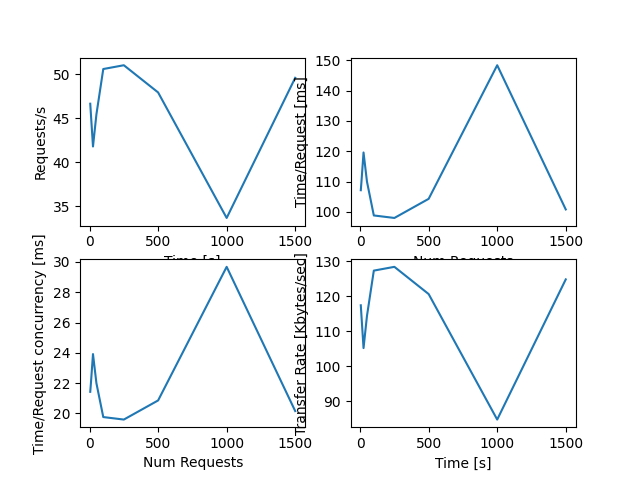 Requests/s
50
45
40
35
0 500 1000 1500
Time [s]
Time/Request [ms]
150
140
130
120
110
100
0 500 1000 1500
Num Requests
Time/Request concurrency [ms]
30
28
26
24
22
20
0 500 1000 1500
Num Requests
Transfer Rate [Kbytes/sec]
130
120
110
100
90
0 500 1000 1500
Time [s]